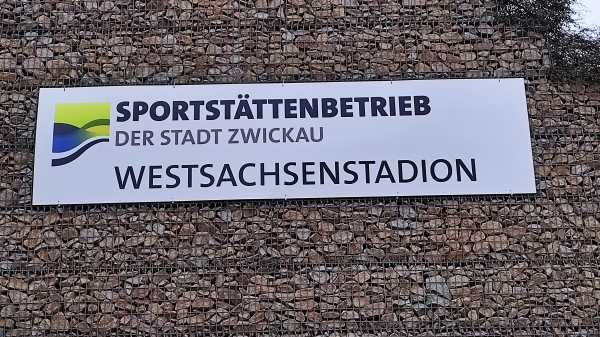 SPORTSTÄTTENBETRIEB
DER STADT ZWICKAU
WESTSACHSENSTADION